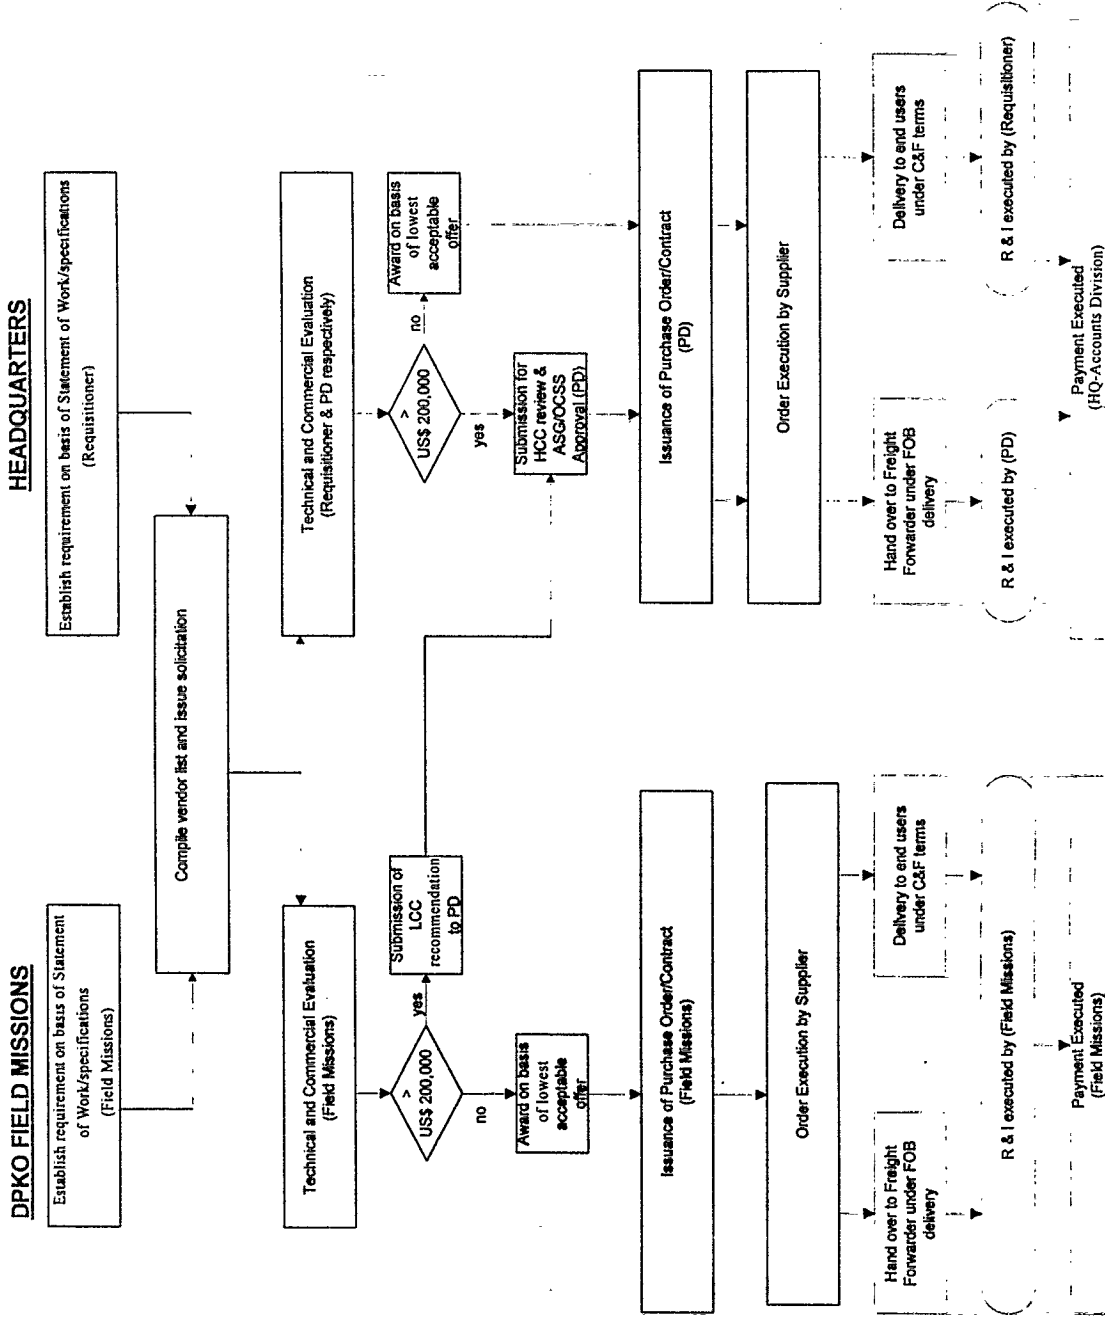 DPKO FIELD MISSIONS
HEADQUARTERS
Establish requirement on basis of Statement
of Work/specifications
(Field Missions)
Establish requirement on basis of Statement of Work/specifications
(Requisitioner)
Compile vendor list and issue solicitation
Technical and Commercial Evaluation
(Field Missions)
Technical and Commercial Evaluation
(Requisitioner & PD respectively)
>
US$ 200,000
yes
no
Submission of
LCC
recommendation
to PD
>
US$ 200,000
no
yes
Award on basis
of lowest
acceptable
offer
Award on basis
of lowest
acceptable
offer
Submission for
HCC review &
ASG/OCSS
Approval (PD)
Issuance of Purchase Order/Contract
(Field Missions)
Issuance of Purchase Order/Contract
(PD)
Order Execution by Supplier
Order Execution by Supplier
Hand over to Freight
Forwarder under FOB
delivery
Delivery to end users
under C&F terms
Hand over to Freight
Forwarder under FOB
delivery
Delivery to end users
under C&F terms
R & I executed by (Field Missions)
R & I executed by (PD)
R & I executed by (Requisitioner)
Payment Executed
(Field Missions)
Payment Executed
(HQ-Accounts Division)